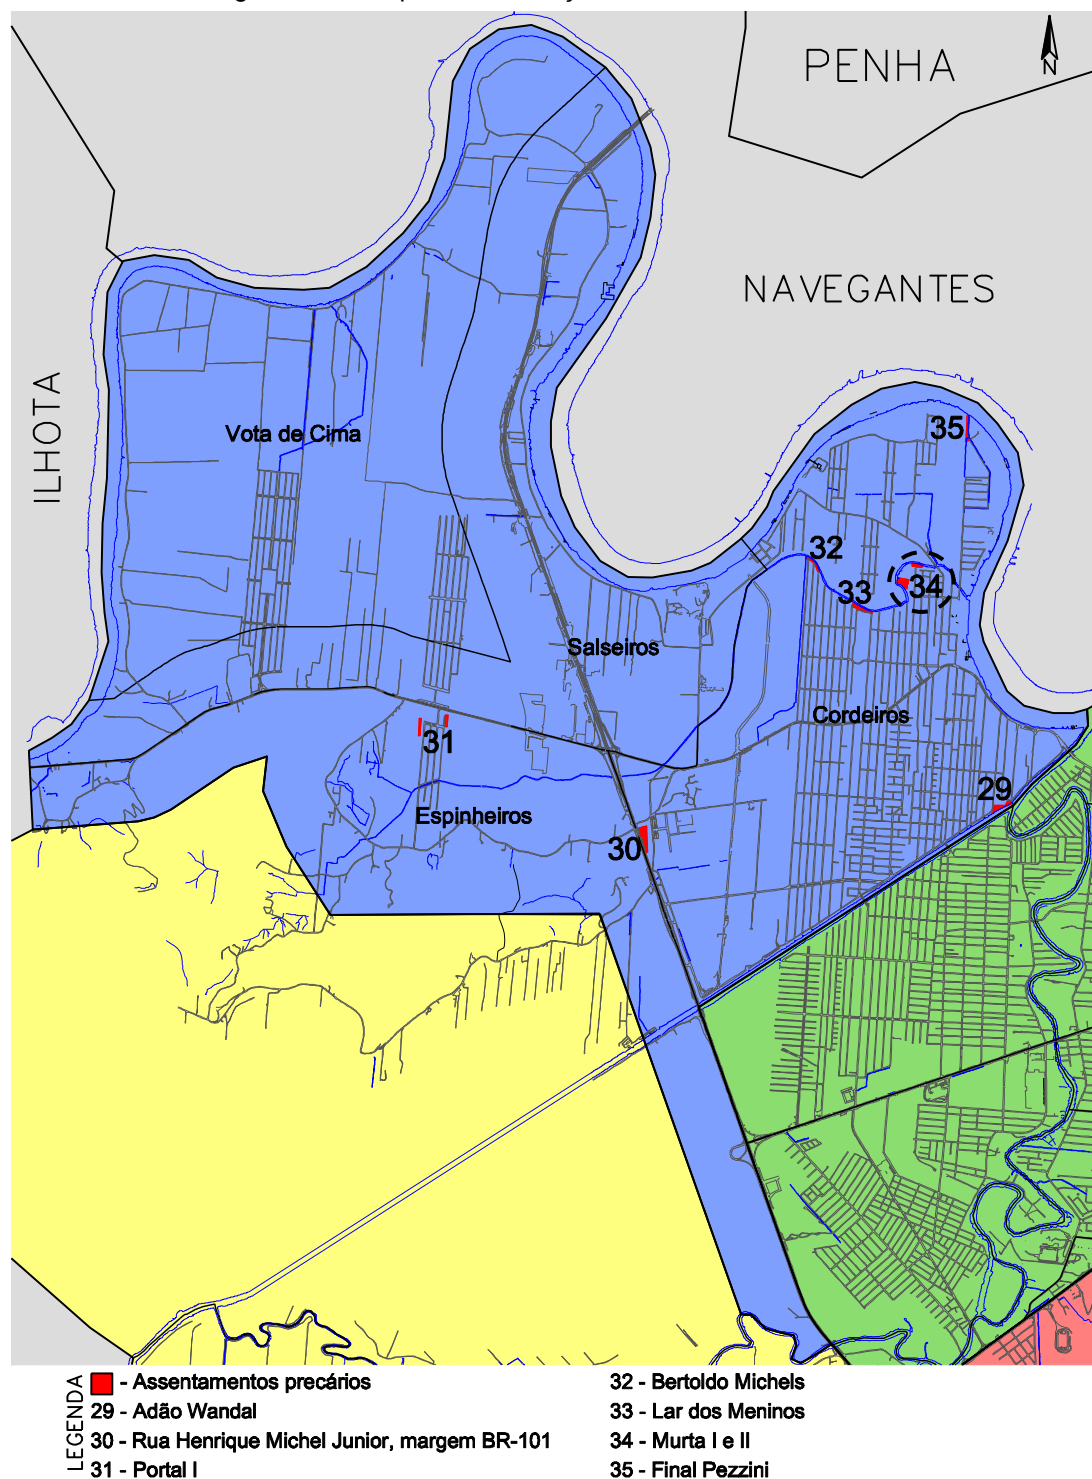 PENHA
N
NAVEGANTES
ILHOTA
Vota de Cima
35
32
33
34
Salseiros
Cordeiros
31
Espinheiros
29
30
LEGENDA
- Assentamentos precários
29 - Adão Wandal
30 - Rua Henrique Michel Junior, margem BR-101
31 - Portal I
32 - Bertoldo Michels
33 - Lar dos Meninos
34 - Murta I e II
35 - Final Pezzini